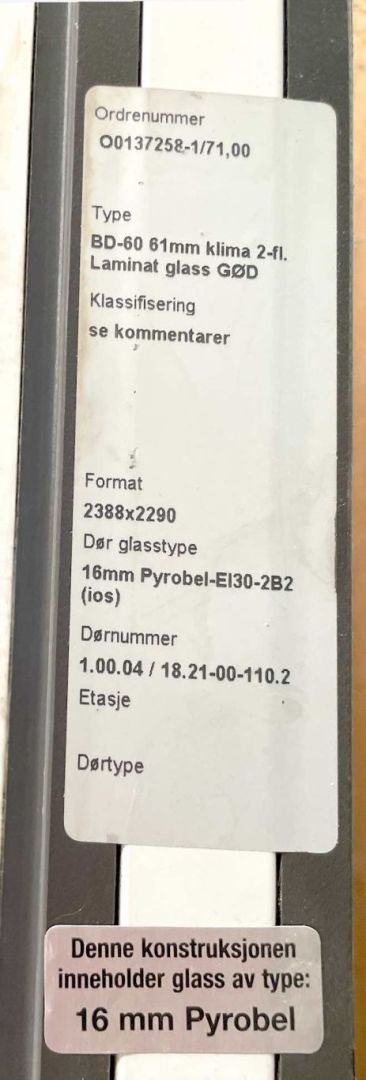 Ordrenummer
O0137258-1/71,00
Type
BD-60 61mm klima 2-fl.
Laminat glass GØD
Klassifisering
se kommentarer
Format
2388x2290
Dør glasstype
16mm Pyrobel-EI30-2B2
(ios)
Dørnummer
1.00.04 / 18.21-00-110.2
Etasje
Dørtype
Denne konstruksjonen
inneholder glass av type:
16 mm Pyrobel